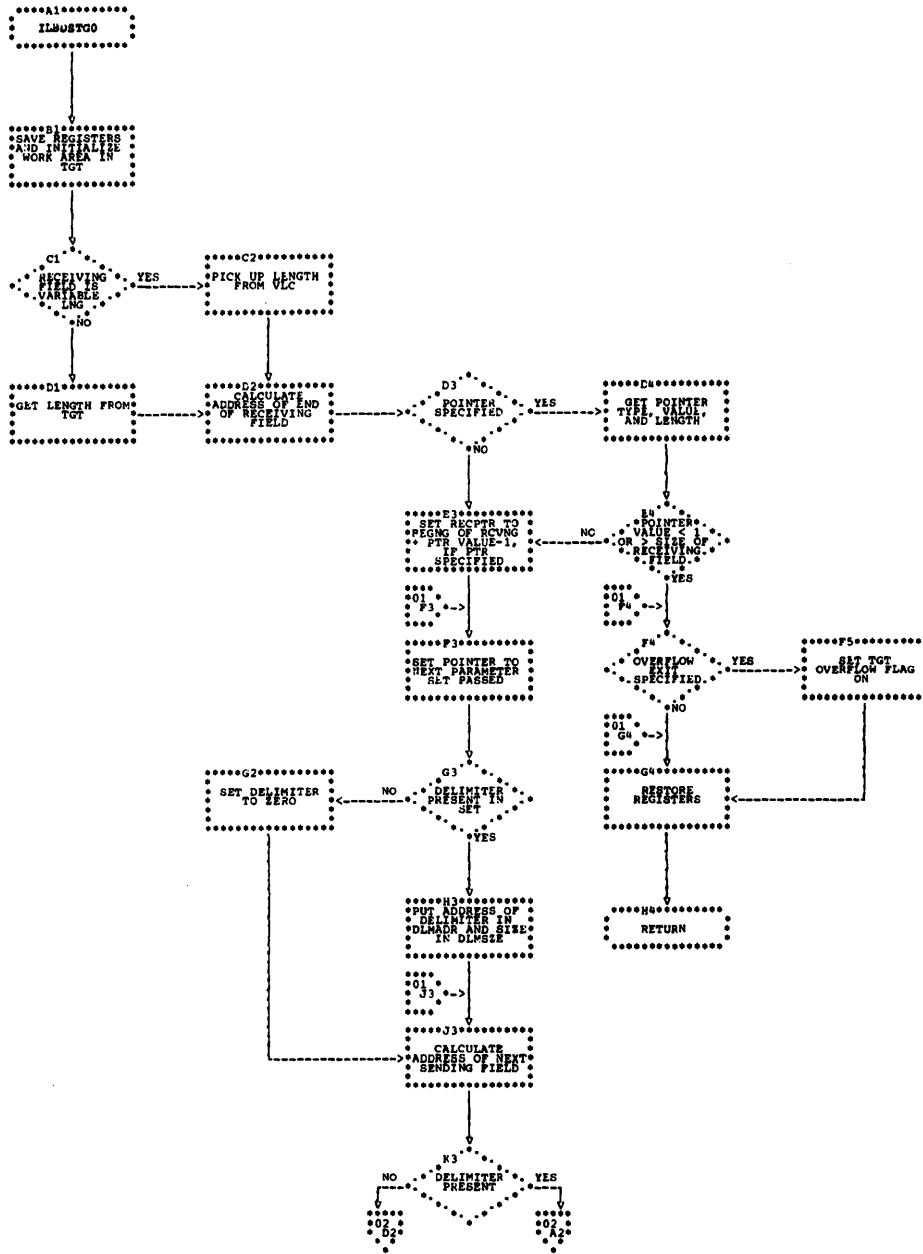 A1
ILBOSTG0
B1
SAVE REGISTERS
AND INITIALIZE
WORK AREA IN
TGT
C1
RECEIVING
FIELD IS
VARIABLE
LNG
YES
NO
C2
PICK UP LENGTH
FROM VLC
D1
GET LENGTH FROM
TGT
D2
CALCULATE
ADDRESS OF END
OF RECEIVING
FIELD
D3
POINTER
SPECIFIED
YES
NO
D4
GET POINTER
TYPE, VALUE,
AND LENGTH
E3
SET RECPTR TO
BEGNG OF RCVNG
+ PTR VALUE-1,
IF PTR
SPECIFIED
E4
POINTER
VALUE < 1
OR > SIZE OF
RECEIVING
FIELD
NO
YES
01
F3
01
F4
F3
SET POINTER TO
NEXT PARAMETER
SET PASSED
F4
OVERFLOW
EXIT
SPECIFIED
YES
NO
F5
SET TGT
OVERFLOW FLAG
ON
01
G4
G2
SET DELIMITER
TO ZERO
G3
DELIMITER
PRESENT IN
SET
NO
YES
G4
RESTORE
REGISTERS
H3
PUT ADDRESS OF
DELIMITER IN
DLMADR AND SIZE
IN DLMSZE
H4
RETURN
01
J3
J3
CALCULATE
ADDRESS OF NEXT
SENDING FIELD
K3
DELIMITER
PRESENT
NO
YES
02
D2
02
A2